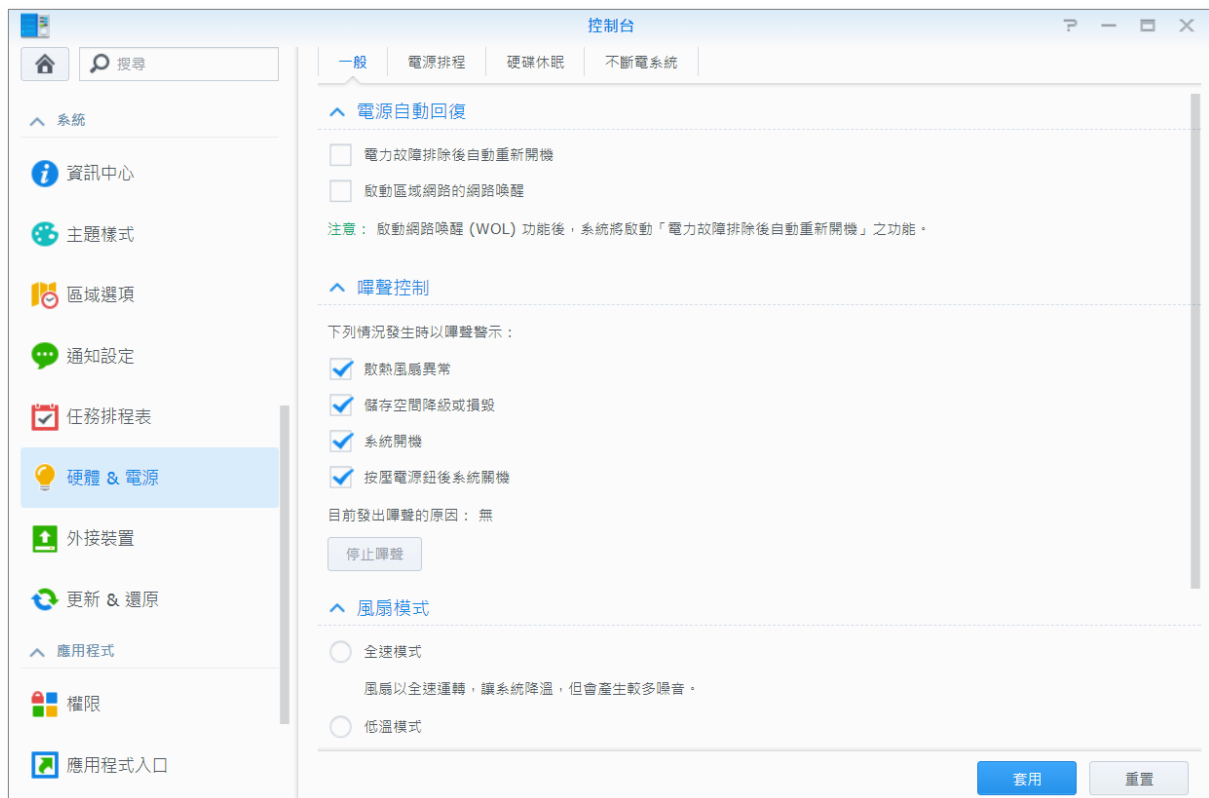 控制台
搜尋
系統
資訊中心
主題樣式
區域選項
通知設定
任務排程表
硬體 & 電源
外接裝置
更新 & 還原
應用程式
權限
應用程式入口
一般 電源排程 硬碟休眠 不斷電系統
電源自動回復
電力故障排除後自動重新開機
啟動區域網路的網路喚醒
注意： 啟動網路喚醒 (WOL) 功能後，系統將啟動「電力故障排除後自動重新開機」之功能。
嗶聲控制
下列情況發生時以嗶聲警示：
散熱風扇異常
儲存空間降級或損毀
系統開機
按壓電源鈕後系統關機
目前發出嗶聲的原因： 無
停止嗶聲
風扇模式
全速模式
風扇以全速運轉，讓系統降溫，但會產生較多噪音。
低溫模式
套用 重置